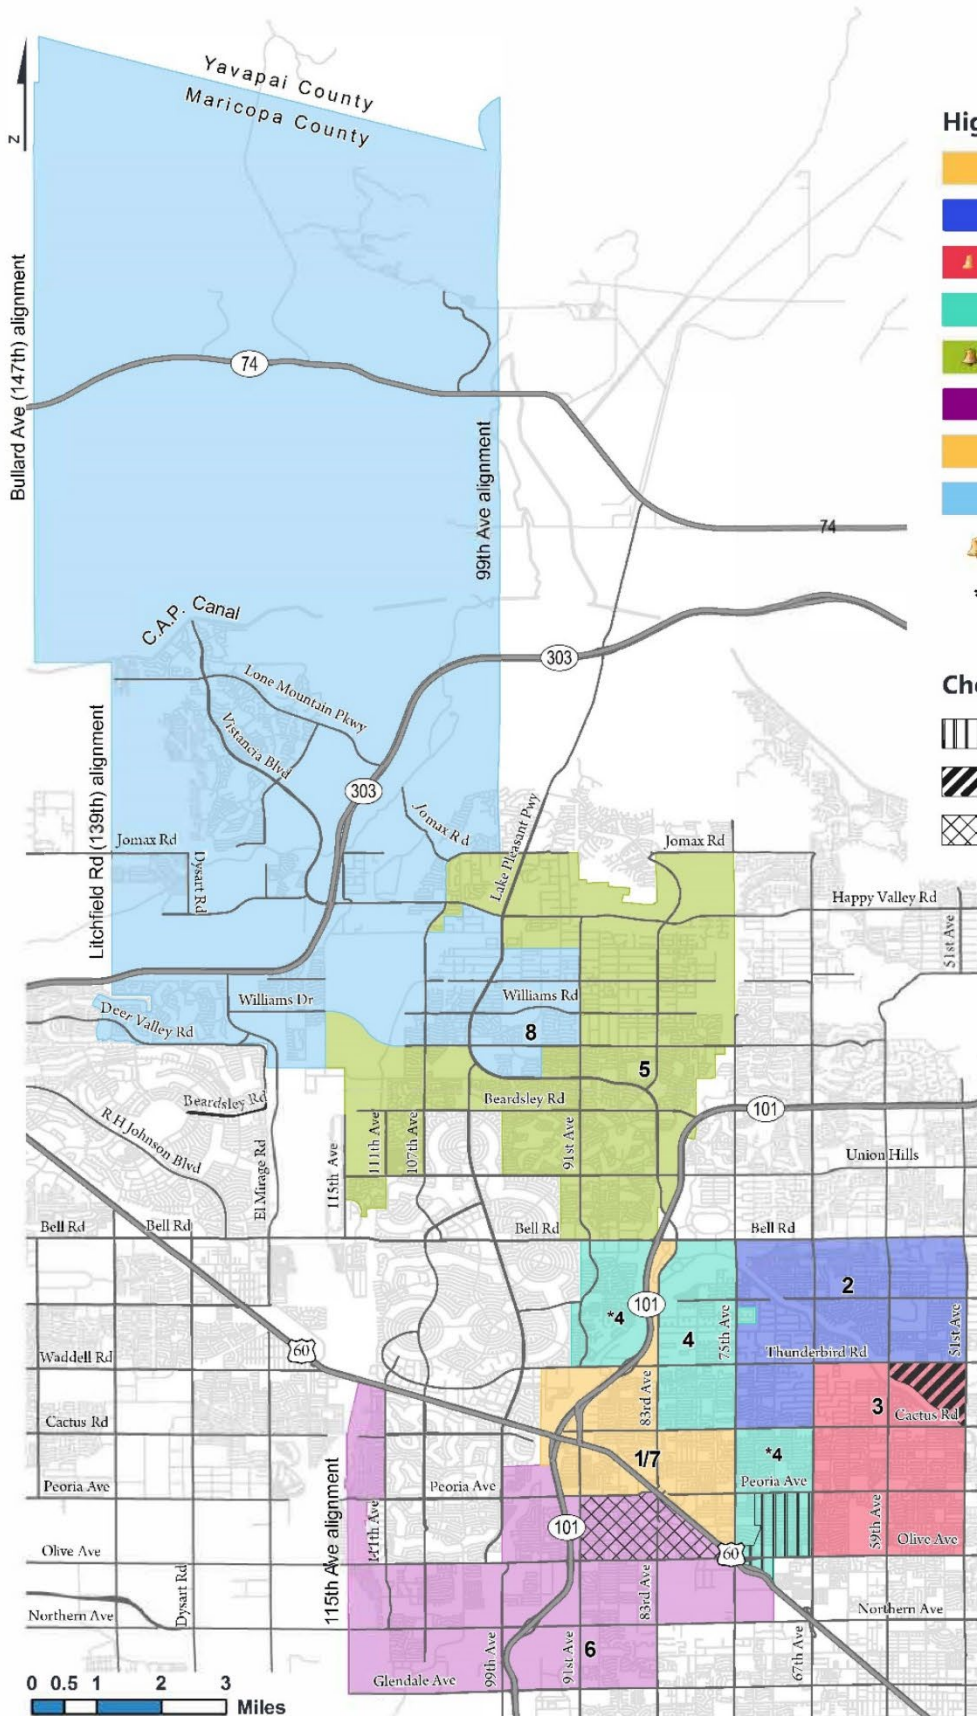 Yavapai County
Maricopa County
N
Hig
Bullard Ave (147th) alignment
74
99th Ave alignment
74
*
C.A.P. Canal
303
Lone Mountain Pkwy
Cho
Vistancia Blvd
Litchfield Rd (139th) alignment
303
Jomax Rd
Lake Pleasant Pwy
Jomax Rd
Jomax Rd
Dysart Rd
Happy Valley Rd
51st Ave
Williams Dr
Williams Rd
Deer Valley Rd
8
5
Beardsley Rd
Beardsley Rd
101
R H Johnson Blvd
El Mirage Rd
115th Ave
111th Ave
107th Ave
91st Ave
Union Hills
Bell Rd
Bell Rd
Bell Rd
Bell Rd
2
101
*4
4
75th Ave
51st Ave
60
Waddell Rd
Thunderbird Rd
83rd Ave
3
Cactus Rd
Cactus Rd
1/7
*4
Peoria Ave
Peoria Ave
Peoria Ave
115th Ave alignment
111th Ave
101
59th Ave
Olive Ave
Olive Ave
60
Dysart Rd
83rd Ave
Northern Ave
Northern Ave
99th Ave
91st Ave
6
67th Ave
Glendale Ave
0 0.5 1 2 3
Miles